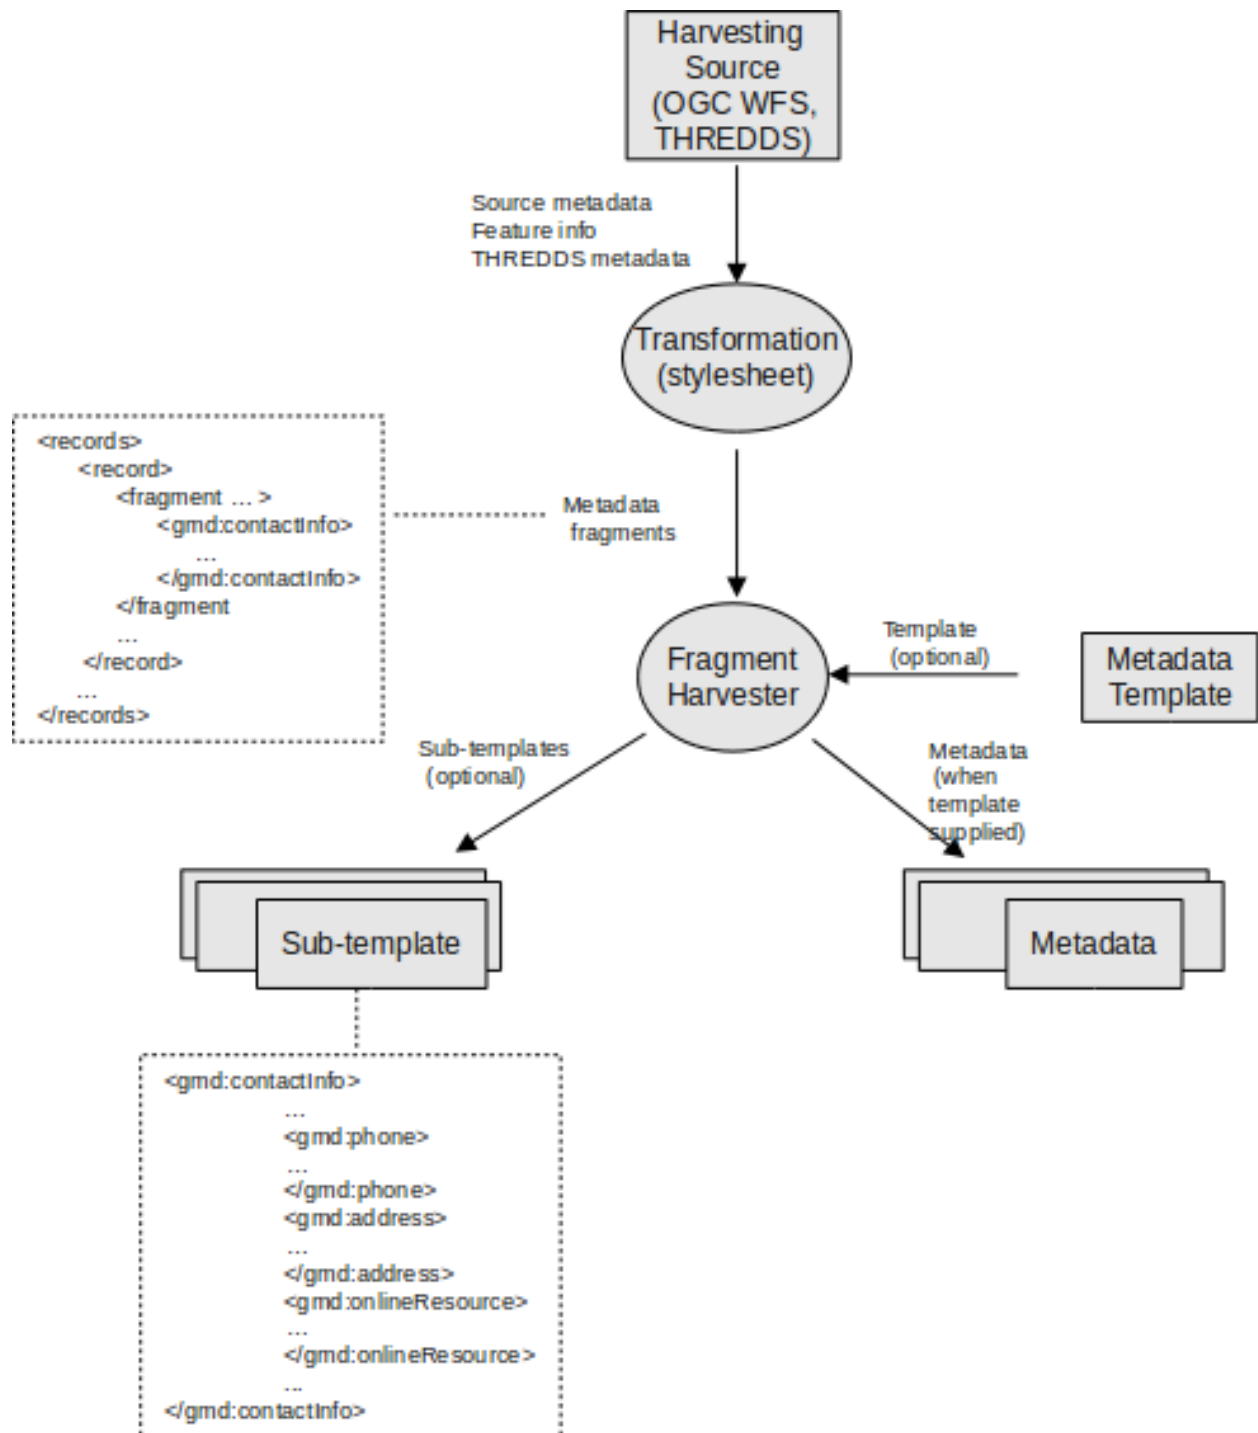 Harvesting
Source
(OGC WFS,
THREDDS)
Source metadata
Feature info
THREDDS metadata
Transformation
(stylesheet)
<records>
<record>
<fragment ... >
<gmd:contactInfo>
...
</gmd:contactInfo>
</fragment
...
</record>
...
</records>
Metadata
fragments
Fragment
Harvester
Template
(optional)
Metadata
Template
Sub-templates
(optional)
Metadata
(when
template
supplied)
Sub-template
Metadata
<gmd:contactInfo>
...
<gmd:phone>
...
</gmd:phone>
<gmd:address>
...
</gmd:address>
<gmd:onlineResource>
...
</gmd:onlineResource>
...
</gmd:contactInfo>